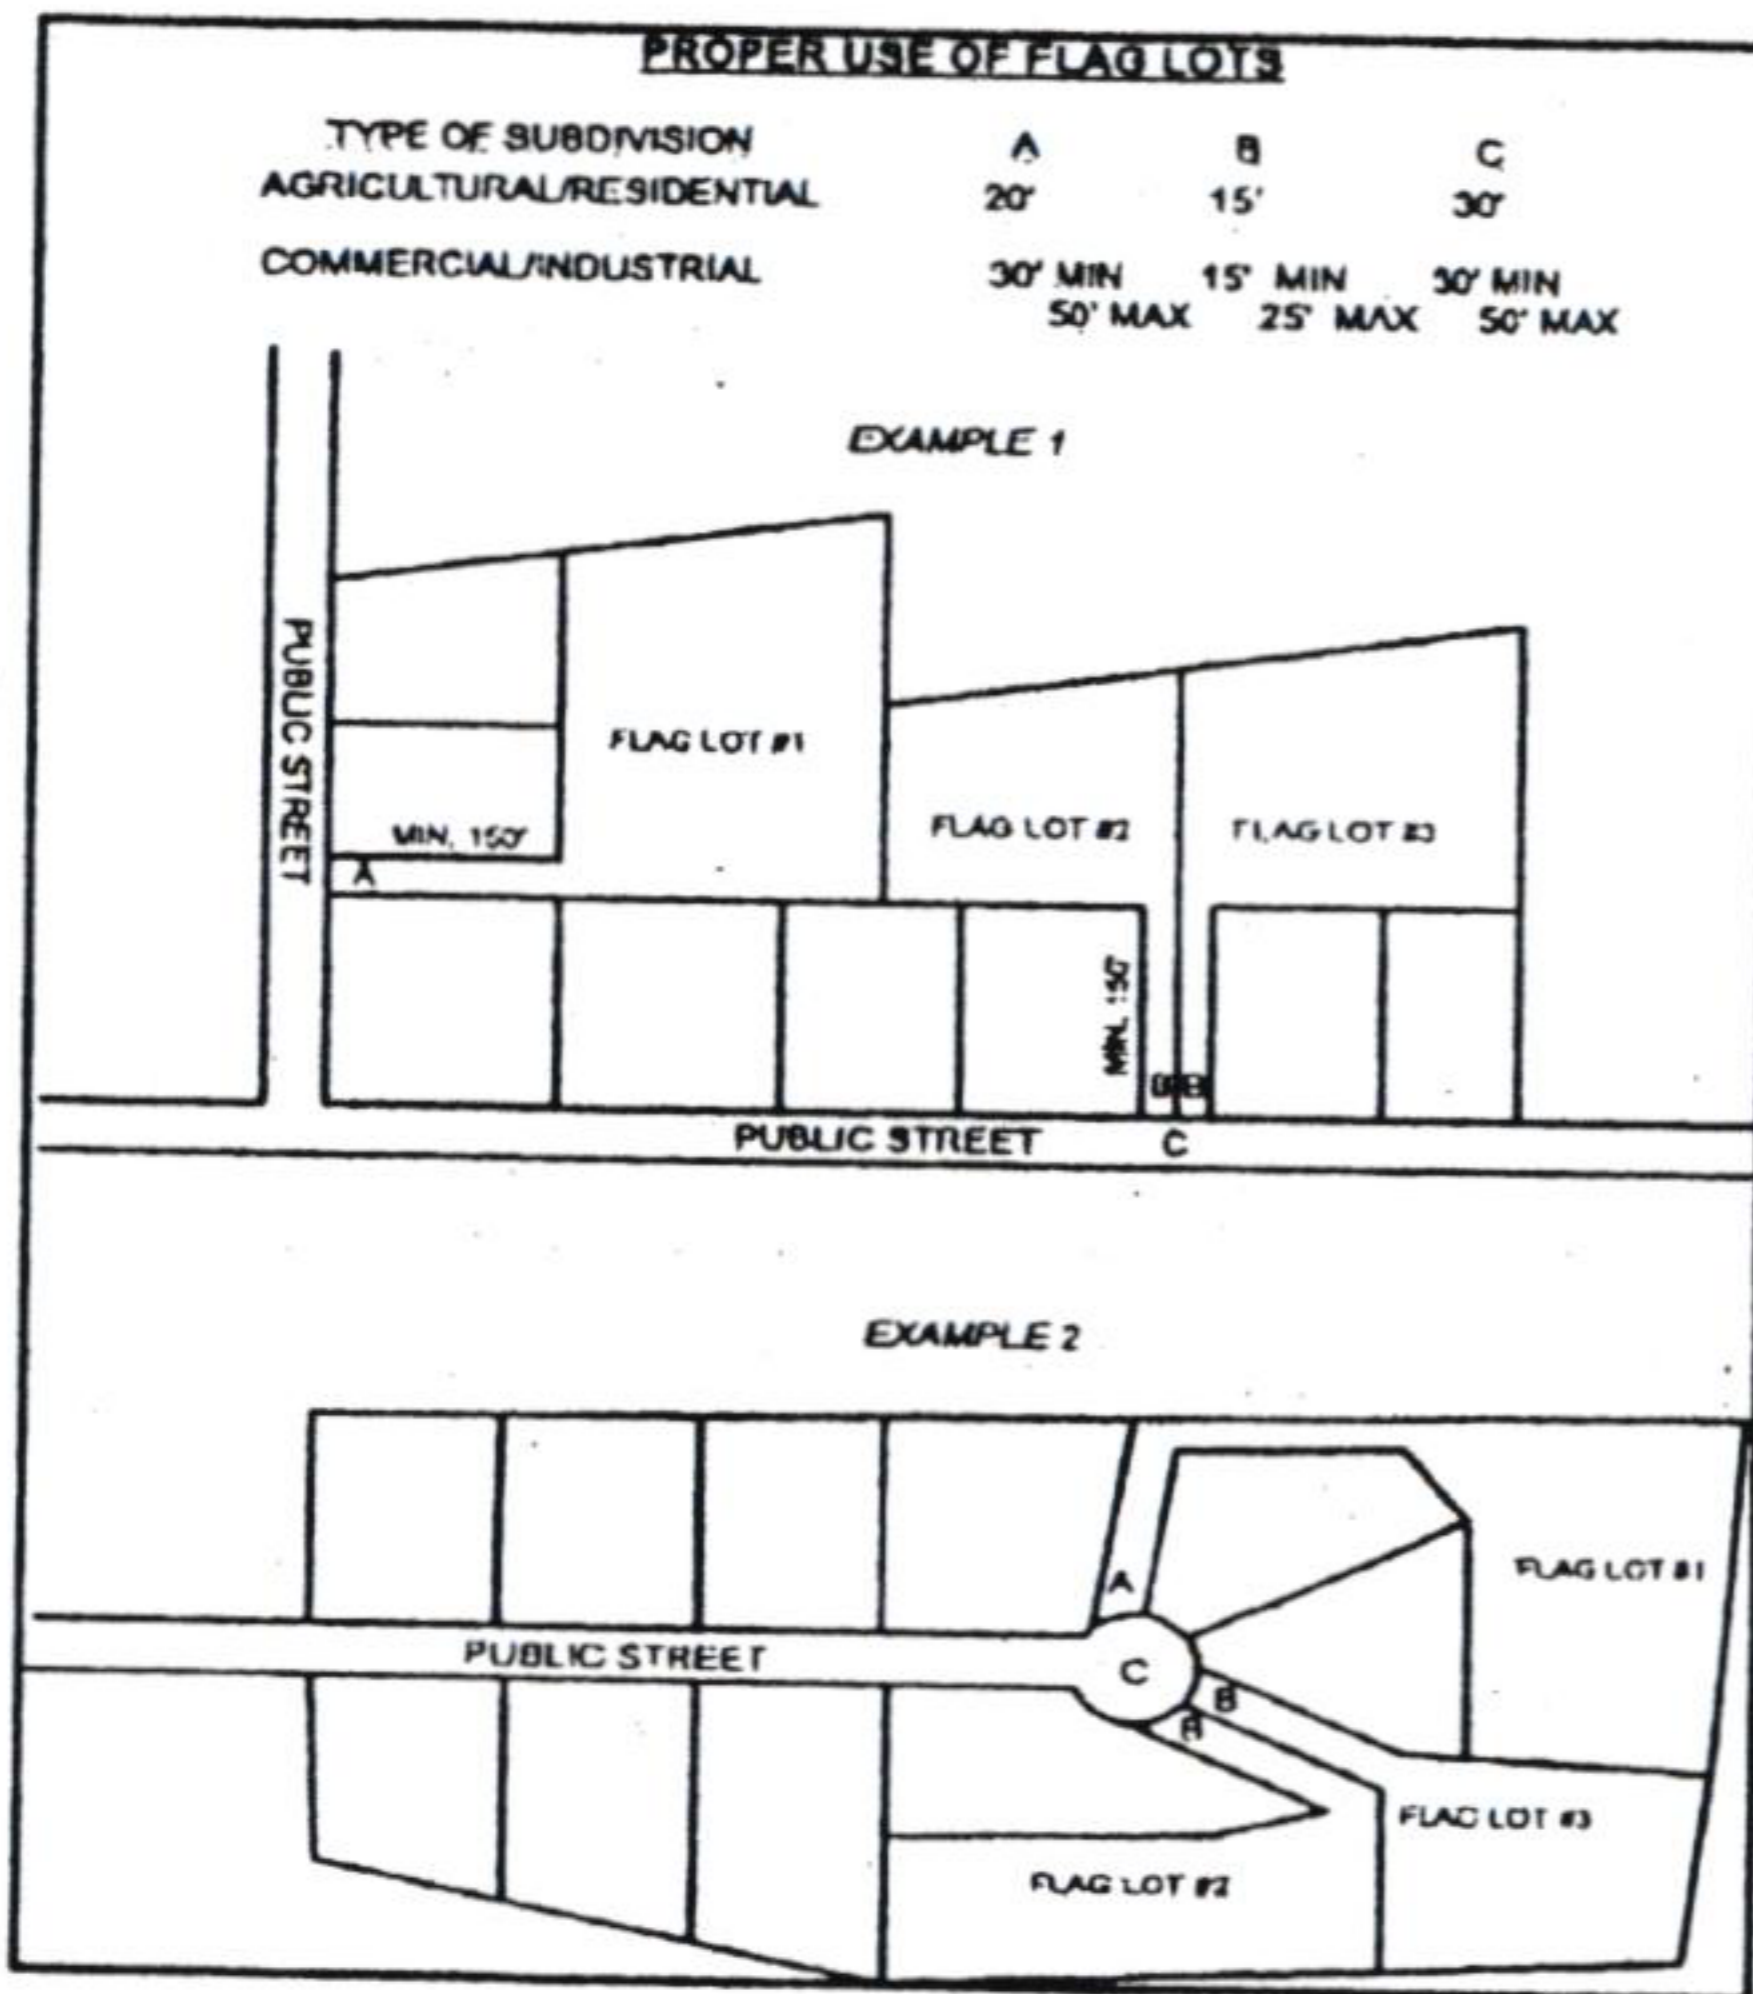 PROPER USE OF FLAG LOTS
TYPE OF SUBDIVISION A B C
AGRICULTURAL/RESIDENTIAL 20' 15' 30'
COMMERCIAL/INDUSTRIAL 30' MIN 15' MIN 30' MIN
50' MAX 25' MAX 50' MAX
EXAMPLE 1
PUBLIC STREET
FLAG LOT #1
FLAG LOT #2
FLAG LOT #3
MIN. 150'
A
MIN. 150'
B B
PUBLIC STREET C
EXAMPLE 2
FLAG LOT #1
A
PUBLIC STREET
C
B
B
FLAG LOT #3
FLAG LOT #2